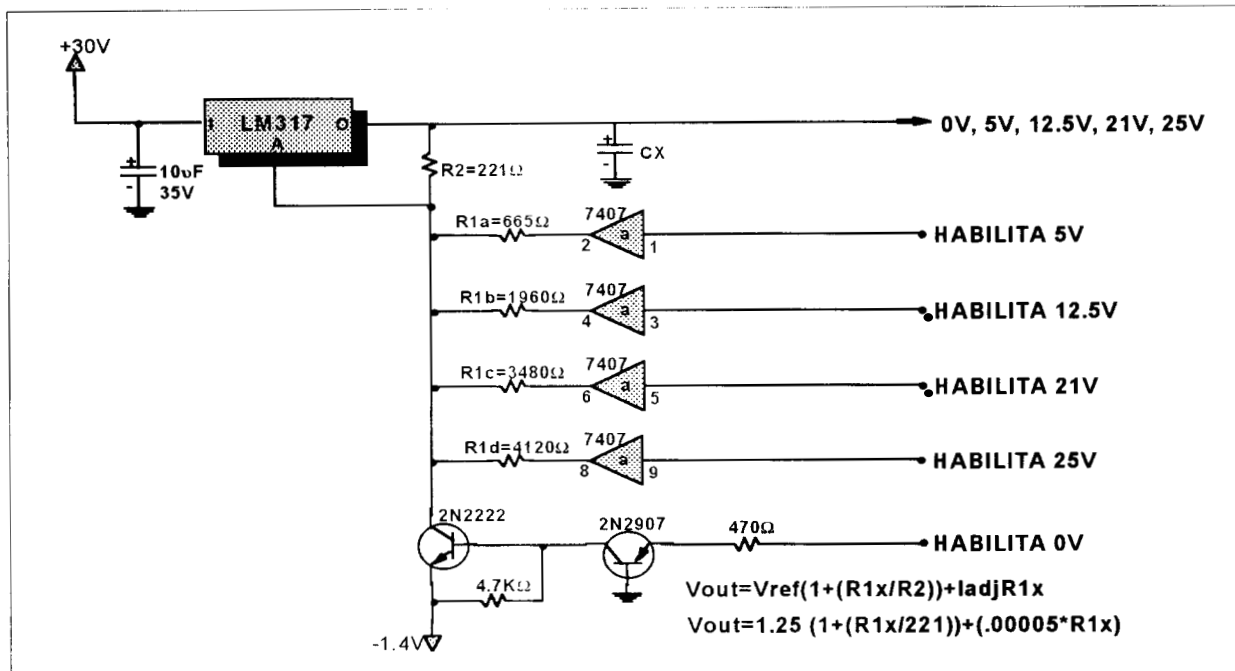 +30V
I
LM317
O
A
0V, 5V, 12.5V, 21V, 25V
+
-
10υF
35V
R2=221Ω
+
-
CX
R1a=665Ω
7407
a
2
1
HABILITA 5V
R1b=1960Ω
7407
a
4
3
HABILITA 12.5V
R1c=3480Ω
7407
a
6
5
HABILITA 21V
R1d=4120Ω
7407
a
8
9
HABILITA 25V
2N2222
2N2907
470Ω
HABILITA 0V
4.7KΩ
-1.4V
Vout=Vref(1+(R1x/R2))+IadjR1x
Vout=1.25 (1+(R1x/221))+(.00005*R1x)